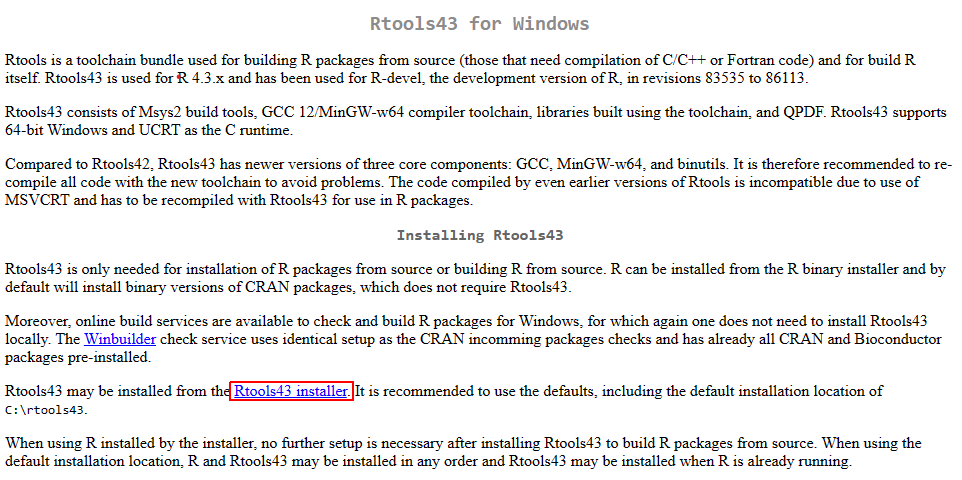 Rtools43 for Windows
Rtools is a toolchain bundle used for building R packages from source (those that need compilation of C/C++ or Fortran code) and for build R
itself. Rtools43 is used for R 4.3.x and has been used for R-devel, the development version of R, in revisions 83535 to 86113.
Rtools43 consists of Msys2 build tools, GCC 12/MinGW-w64 compiler toolchain, libraries built using the toolchain, and QPDF. Rtools43 supports
64-bit Windows and UCRT as the C runtime.
Compared to Rtools42, Rtools43 has newer versions of three core components: GCC, MinGW-w64, and binutils. It is therefore recommended to re-
compile all code with the new toolchain to avoid problems. The code compiled by even earlier versions of Rtools is incompatible due to use of
MSVCRT and has to be recompiled with Rtools43 for use in R packages.
Installing Rtools43
Rtools43 is only needed for installation of R packages from source or building R from source. R can be installed from the R binary installer and by
default will install binary versions of CRAN packages, which does not require Rtools43.
Moreover, online build services are available to check and build R packages for Windows, for which again one does not need to install Rtools43
locally. The Winbuilder check service uses identical setup as the CRAN incomming packages checks and has already all CRAN and Bioconductor
packages pre-installed.
Rtools43 may be installed from the Rtools43 installer. It is recommended to use the defaults, including the default installation location of
C:\rtools43.
When using R installed by the installer, no further setup is necessary after installing Rtools43 to build R packages from source. When using the
default installation location, R and Rtools43 may be installed in any order and Rtools43 may be installed when R is already running.